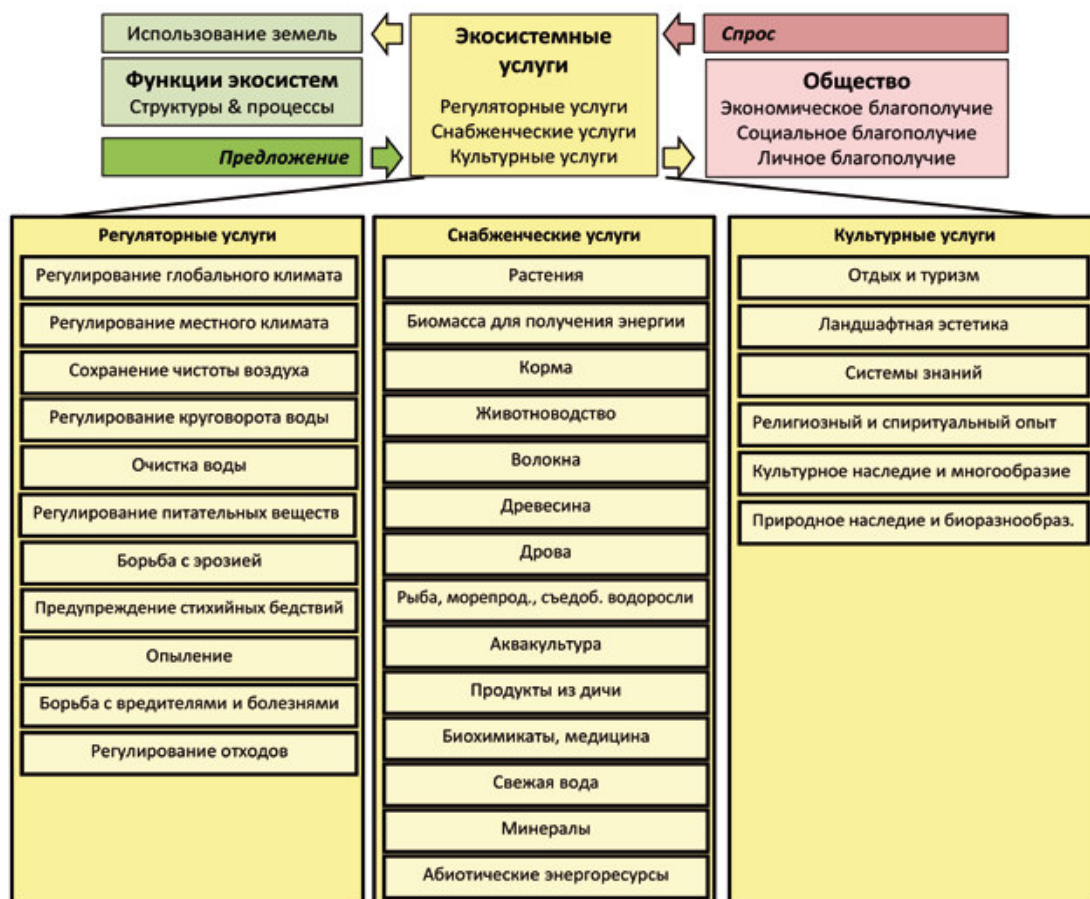 Использование земель
Функции экосистем
Структуры & процессы
Предложение
Экосистемные
услуги
Регуляторные услуги
Снабженческие услуги
Культурные услуги
Спрос
Общество
Экономическое благополучие
Социальное благополучие
Личное благополучие
Регуляторные услуги
Регулирование глобального климата
Регулирование местного климата
Сохранение чистоты воздуха
Регулирование круговорота воды
Очистка воды
Регулирование питательных веществ
Борьба с эрозией
Предупреждение стихийных бедствий
Опыление
Борьба с вредителями и болезнями
Регулирование отходов
Снабженческие услуги
Растения
Биомасса для получения энергии
Корма
Животноводство
Волокна
Древесина
Дрова
Рыба, морепрод., съедоб. водоросли
Аквакультура
Продукты из дичи
Биохимикаты, медицина
Свежая вода
Минералы
Абиотические энергоресурсы
Культурные услуги
Отдых и туризм
Ландшафтная эстетика
Системы знаний
Религиозный и спиритуальный опыт
Культурное наследие и многообразие
Природное наследие и биоразнообраз.